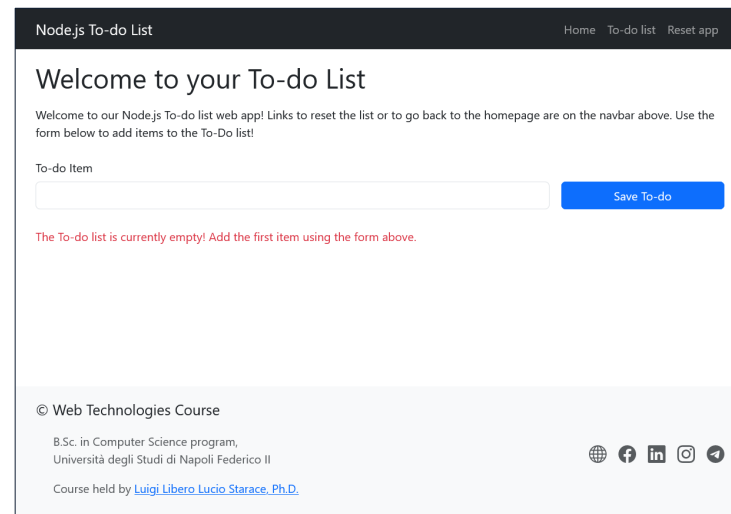 Node.js To-do List
Home To-do list Reset app
Welcome to your To-do List
Welcome to our Node.js To-do list web app! Links to reset the list or to go back to the homepage are on the navbar above. Use the
form below to add items to the To-Do list!
To-do Item
Save To-do
The To-do list is currently empty! Add the first item using the form above.
© Web Technologies Course
B.Sc. in Computer Science program,
Università degli Studi di Napoli Federico II
Course held by Luigi Libero Lucio Starace, Ph.D.